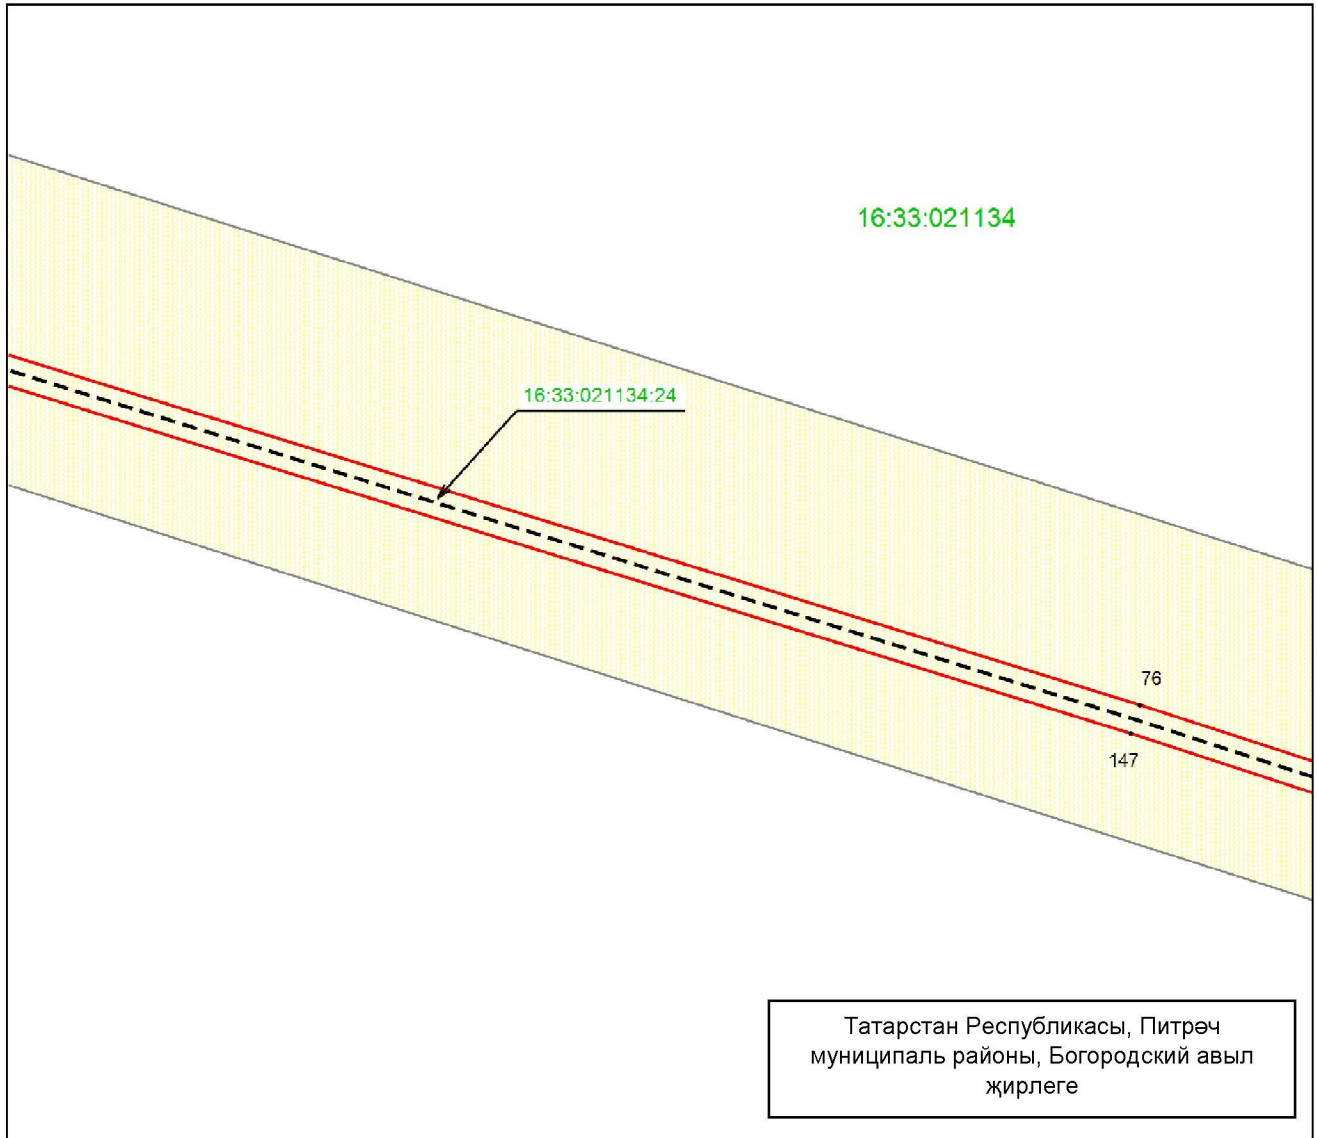 16:33:021134
16:33:021134:24
76
147
Татарстан Республикасы, Питрәч
муниципаль районы, Богородский авыл
җирлеге